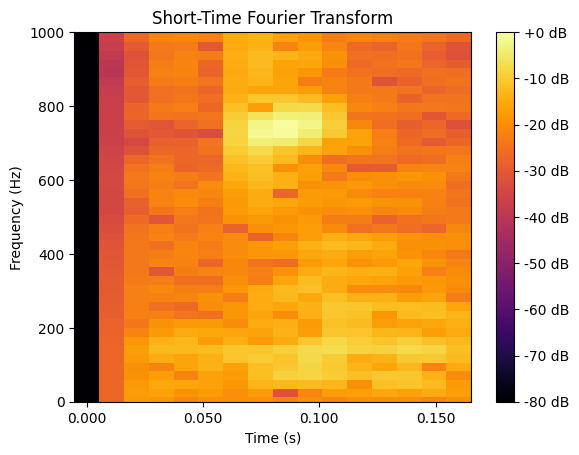 Short-Time Fourier Transform
1000
800
600
400
200
0
Frequency (Hz)
0.000
0.050
0.100
0.150
Time (s)
+0 dB
-10 dB
-20 dB
-30 dB
-40 dB
-50 dB
-60 dB
-70 dB
-80 dB